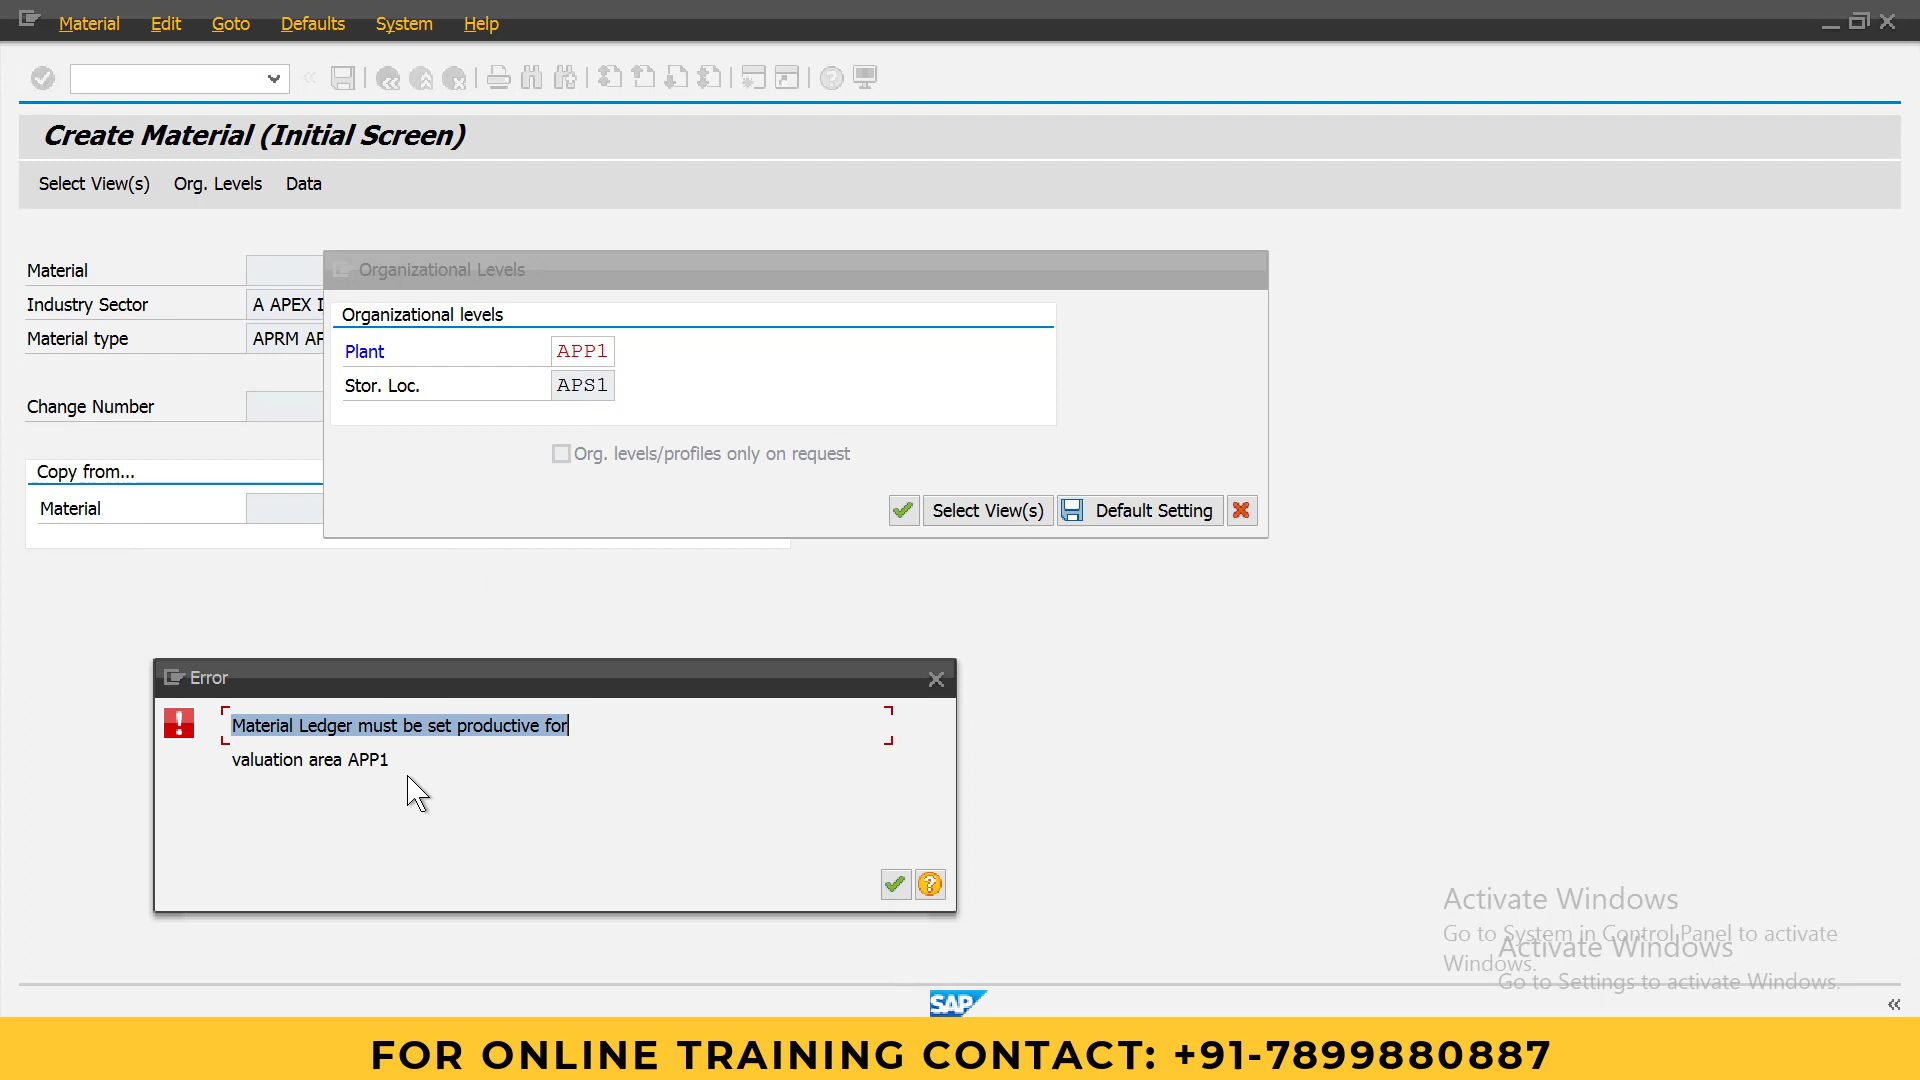 Material Edit Goto Defaults System Help
Create Material (Initial Screen)
Select View(s) Org. Levels Data
Material
Industry Sector A APEX I
Material type APRM AP
Change Number
Copy from...
Material
Organizational Levels
Organizational levels
Plant APP1
Stor. Loc. APS1
Org. levels/profiles only on request
Select View(s) Default Setting
Error
Material Ledger must be set productive for
valuation area APP1
Activate Windows
Go to System in Control Panel to activate
Windows.
Activate Windows
Go to Settings to activate Windows.
SAP
FOR ONLINE TRAINING CONTACT: +91-7899880887